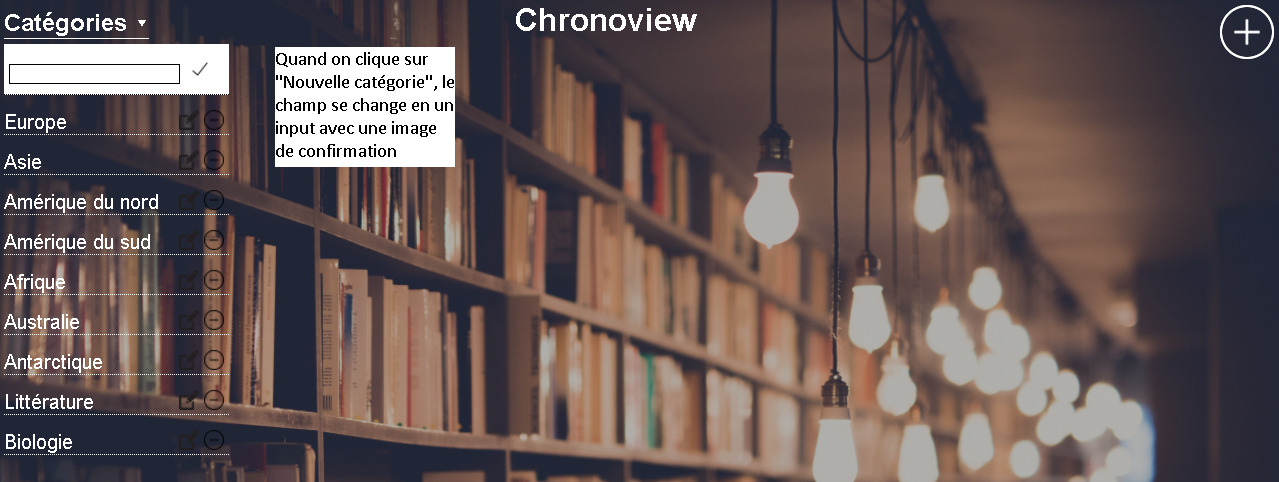 Catégories
Chronoview
Quand on clique sur
"Nouvelle catégorie", le
champ se change en un
input avec une image
de confirmation
Europe
Asie
Amérique du nord
Amérique du sud
Afrique
Australie
Antarctique
Littérature
Biologie